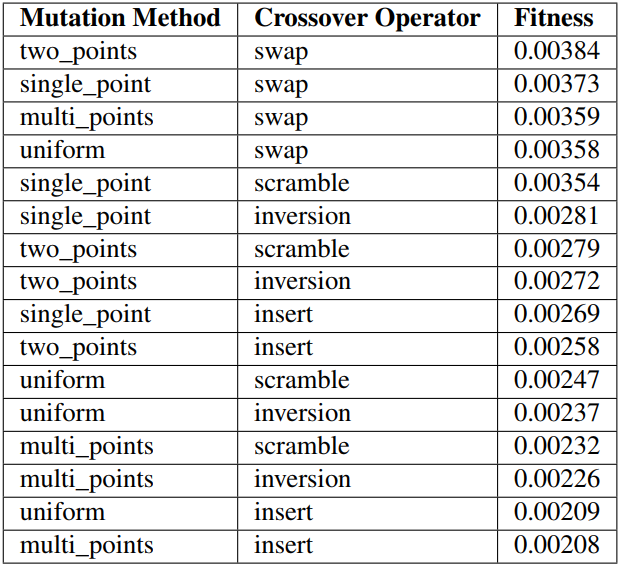 Mutation Method Crossover Operator Fitness
two_points swap 0.00384
single_point swap 0.00373
multi_points swap 0.00359
uniform swap 0.00358
single_point scramble 0.00354
single_point inversion 0.00281
two_points scramble 0.00279
two_points inversion 0.00272
single_point insert 0.00269
two_points insert 0.00258
uniform scramble 0.00247
uniform inversion 0.00237
multi_points scramble 0.00232
multi_points inversion 0.00226
uniform insert 0.00209
multi_points insert 0.00208